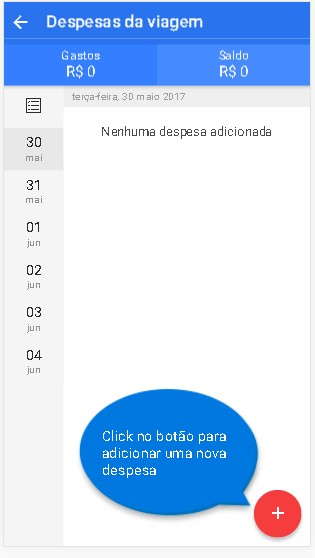 Despesas da viagem
Gastos
R$ 0
Saldo
R$ 0
terça-feira, 30 maio 2017
Nenhuma despesa adicionada
30
mai
31
mai
01
jun
02
jun
03
jun
04
jun
Click no botão para
adicionar uma nova
despesa